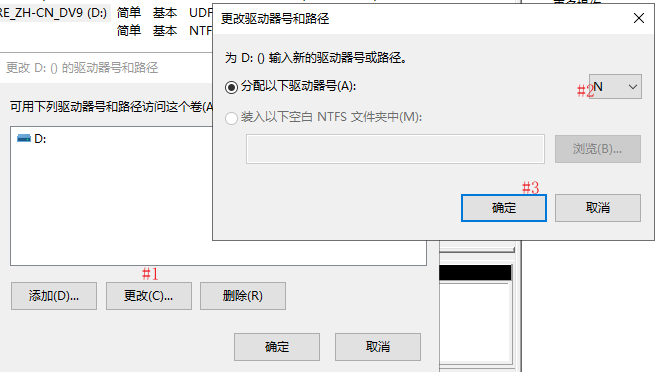 RE_ZH-CN_DV9 (D:) 简单 基本 UDF
简单 基本 NTF
更改 D: () 的驱动器号和路径
可用下列驱动器号和路径访问这个卷(A
D:
#1
添加(D)...
更改(C)...
删除(R)
确定
取消
更改驱动器号和路径
为 D: () 输入新的驱动器号或路径。
分配以下驱动器号(A):
#2
N
装入以下空白 NTFS 文件夹中(M):
浏览(B)...
#3
确定
取消